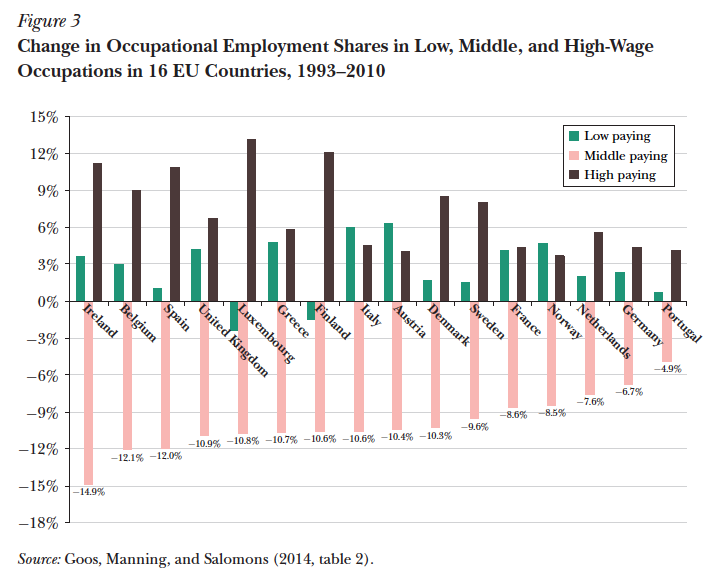 Figure 3
Change in Occupational Employment Shares in Low, Middle, and High-Wage
Occupations in 16 EU Countries, 1993–2010
15%
12%
9%
6%
3%
0%
−3%
−6%
−9%
−12%
−15%
−18%
Low paying
Middle paying
High paying
Ireland
Belgium
Spain
United Kingdom
Luxembourg
Greece
Finland
Italy
Austria
Denmark
Sweden
France
Norway
Netherlands
Germany
Portugal
−14.9%
−12.1%
−12.0%
−10.9%
−10.8%
−10.7%
−10.6%
−10.6%
−10.4%
−10.3%
−9.6%
−8.6%
−8.5%
−7.6%
−6.7%
−4.9%
Source: Goos, Manning, and Salomons (2014, table 2).